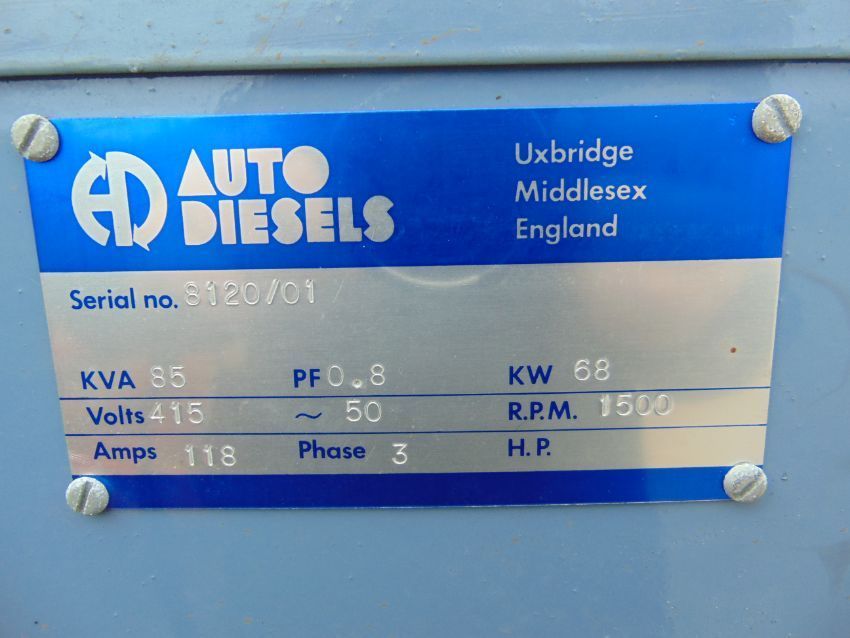 AD AUTO DIESELS
Uxbridge
Middlesex
England
Serial no. 8120/01
KVA 85 PF 0.8 KW 68
Volts 415 ~ 50 R.P.M. 1500
Amps 118 Phase 3 H.P.